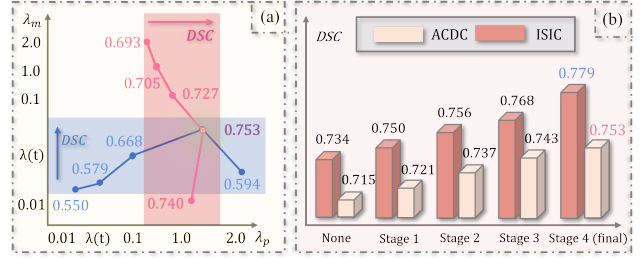 (a)
λm
2.0
1.0
0.1
λ(t)
0.01
DSC
0.693
0.705
0.727
0.753
DSC
0.668
0.579
0.550
0.594
0.740
0.01 λ(t) 0.1 1.0 2.0 λp
(b)
DSC
ACDC ISIC
0.734
0.715
0.750
0.721
0.756
0.737
0.768
0.743
0.779
0.753
None Stage 1 Stage 2 Stage 3 Stage 4 (final)